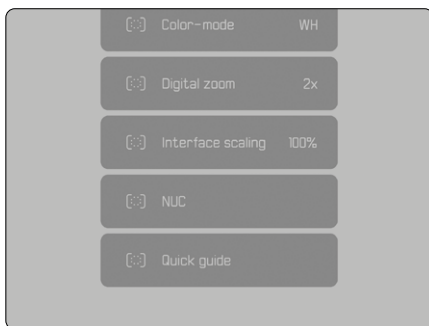 Color-mode WH
Digital zoom 2x
Interface scaling 100%
NUC
Quick guide